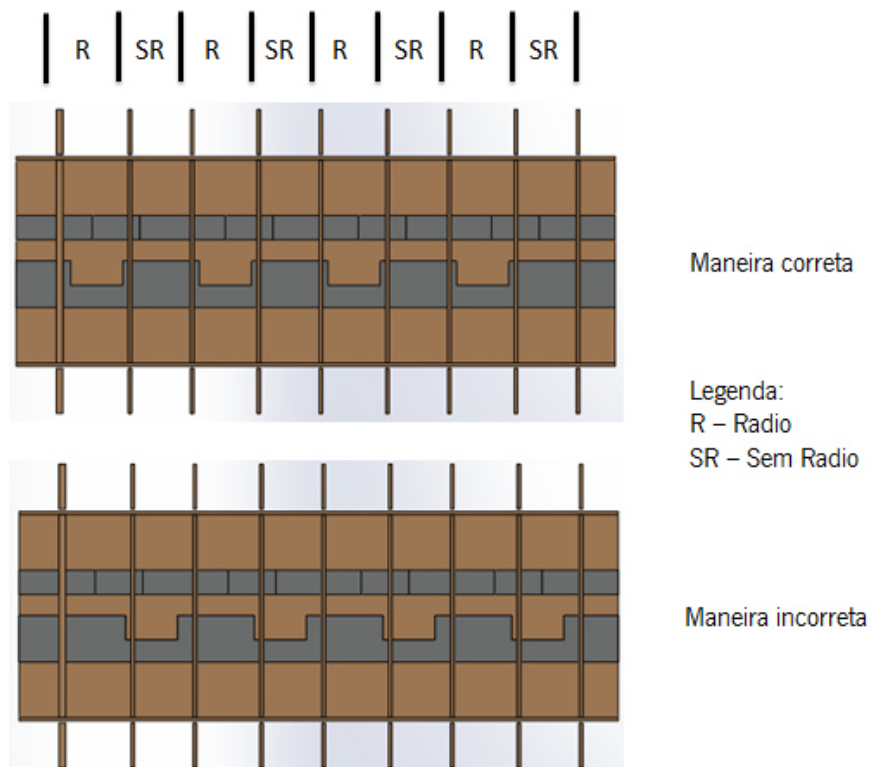 R SR R SR R SR R SR
Maneira correta
Legenda:
R – Radio
SR – Sem Radio
Maneira incorreta